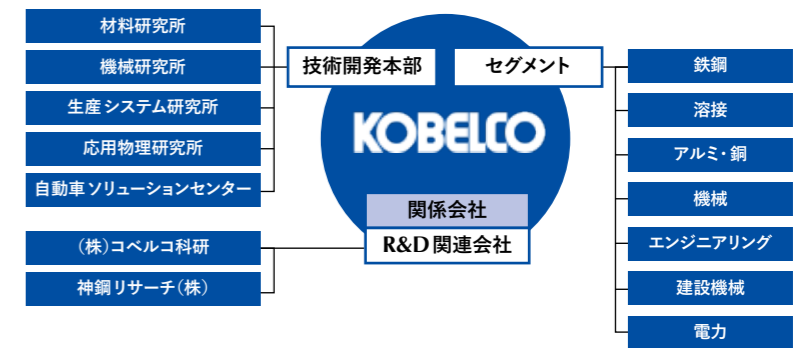 材料研究所
機械研究所
生産システム研究所
応用物理研究所
自動車ソリューションセンター
(株)コベルコ科研
神鋼リサーチ(株)
技術開発本部
セグメント
KOBELCO
関係会社
R&D関連会社
鉄鋼
溶接
アルミ・銅
機械
エンジニアリング
建設機械
電力